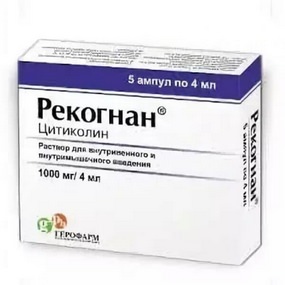 5 ампул по 4 мл
Рекогнан®
Цитиколин
Раствор для внутривенного и
внутримышечного введения
1000 мг/ 4 мл
ГЕРОФАРМ
Рекогнан®
5 ампул по 4 мл